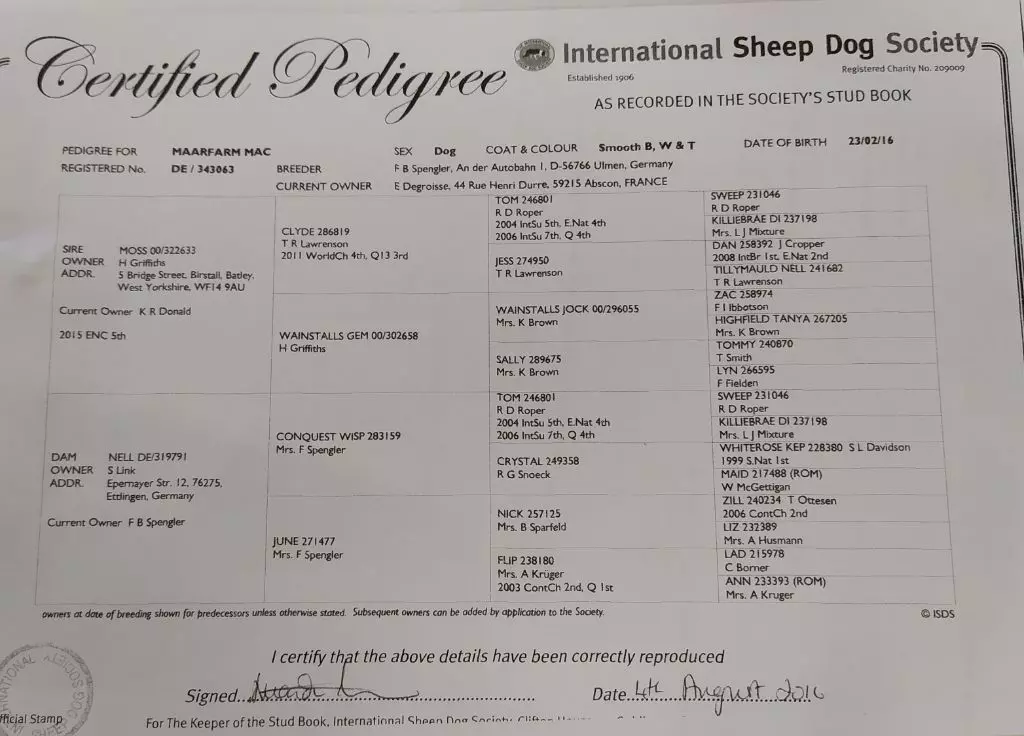 Certified Pedigree
International Sheep Dog Society
Established 1906
Registered Charity No. 209009
AS RECORDED IN THE SOCIETY'S STUD BOOK
PEDIGREE FOR MAARFARM MAC SEX Dog COAT & COLOUR Smooth B, W & T DATE OF BIRTH 23/02/16
REGISTERED No. DE / 343063 BREEDER F B Spengler, An der Autobahn 1, D-56766 Ulmen, Germany
CURRENT OWNER E Degroisse, 44 Rue Henri Durre, 59215 Abscon, FRANCE
SIRE MOSS 00/322633
OWNER H Griffiths
ADDR. 5 Bridge Street, Birstall, Batley,
West Yorkshire, WF14 9AU
Current Owner K R Donald
2015 ENC 5th
DAM NELL DE/319791
OWNER S Link
ADDR. Epernayer Str. 12, 76275,
Ettlingen, Germany
Current Owner F B Spengler
CLYDE 286819
T R Lawrenson
2011 WorldCh 4th, Q13 3rd
WAINSTALLS GEM 00/302658
H Griffiths
CONQUEST WISP 283159
Mrs. F Spengler
JUNE 271477
Mrs. F Spengler
TOM 246801
R D Roper
2004 IntSu 5th, E.Nat 4th
2006 IntSu 7th, Q 4th
JESS 274950
T R Lawrenson
WAINSTALLS JOCK 00/296055
Mrs. K Brown
SALLY 289675
Mrs. K Brown
TOM 246801
R D Roper
2004 IntSu 5th, E.Nat 4th
2006 IntSu 7th, Q 4th
CRYSTAL 249358
R G Snoeck
NICK 257125
Mrs. B Sparfeld
FLIP 238180
Mrs. A Krüger
2003 ContCh 2nd, Q 1st
SWEEP 231046
R D Roper
KILLIEBRAE DI 237198
Mrs. L J Mixture
DAN 258392 J Cropper
2008 IntBr 1st, E.Nat 2nd
TILLYMAULD NELL 241682
T R Lawrenson
ZAC 258974
F I Ibbotson
HIGHFIELD TANYA 267205
Mrs. K Brown
TOMMY 240870
T Smith
LYN 266595
F Fielden
SWEEP 231046
R D Roper
KILLIEBRAE DI 237198
Mrs. L J Mixture
WHITEROSE KEP 228380 S L Davidson
1999 S.Nat 1st
MAID 217488 (ROM)
W McGettigan
ZILL 240234 T Ottesen
2006 ContCh 2nd
LIZ 232389
Mrs. A Husmann
LAD 215978
C Borner
ANN 233393 (ROM)
Mrs. A Kruger
owners at date of breeding shown for predecessors unless otherwise stated. Subsequent owners can be added by application to the Society.
© ISDS
I certify that the above details have been correctly reproduced
Signed
Date 4th August 2016
fficial Stamp
For The Keeper of the Stud Book, International Sheep Dog Society,